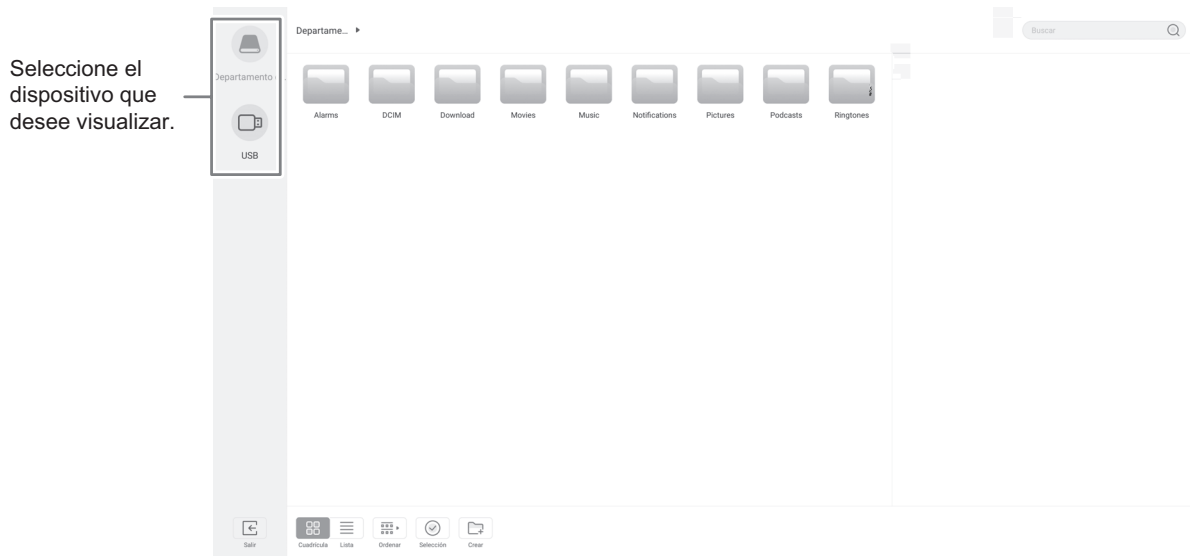 Seleccione el
dispositivo que
desee visualizar.
Departamento
USB
Salir
Departame...
Buscar
Alarms DCIM Download Movies Music Notifications Pictures Podcasts Ringtones
Cuadrícula Lista Ordenar Selección Crear